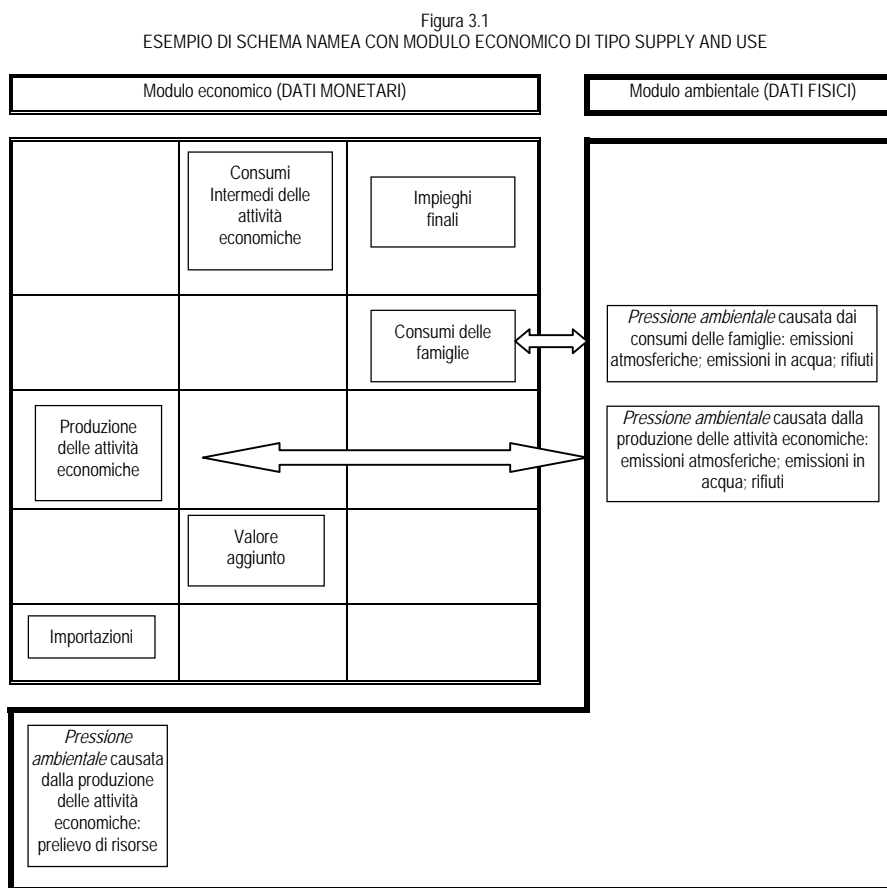 Figura 3.1
ESEMPIO DI SCHEMA NAMEA CON MODULO ECONOMICO DI TIPO SUPPLY AND USE
Modulo economico (DATI MONETARI)
Modulo ambientale (DATI FISICI)
Consumi
Intermedi delle
attività
economiche
Impieghi
finali
Consumi delle
famiglie
Pressione ambientale causata dai
consumi delle famiglie: emissioni
atmosferiche; emissioni in acqua; rifiuti
Produzione
delle attività
economiche
Pressione ambientale causata dalla
produzione delle attività economiche:
emissioni atmosferiche; emissioni in
acqua; rifiuti
Valore
aggiunto
Importazioni
Pressione
ambientale causata
dalla produzione
delle attività
economiche:
prelievo di risorse